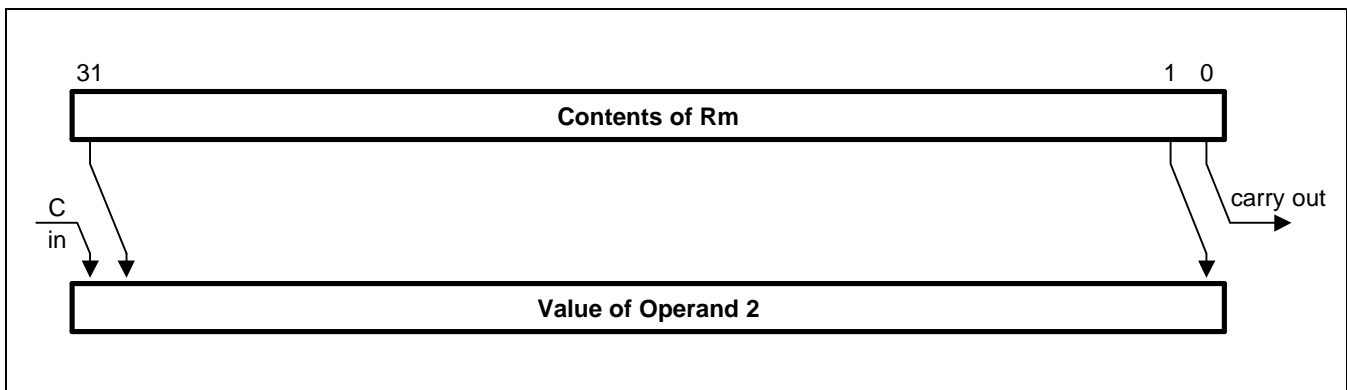 31
1 0
Contents of Rm
C
in
carry out
Value of Operand 2